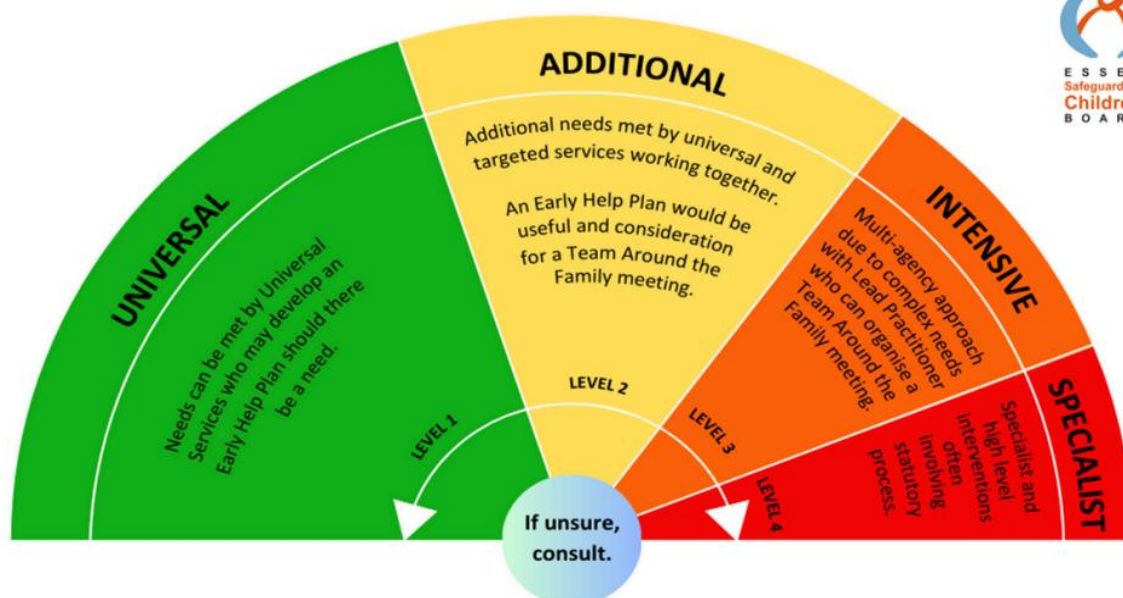 ESSE
Safeguard
Childre
BOAR
UNIVERSAL
Needs can be met by Universal
Services who may develop an
Early Help Plan should there
be a need.
LEVEL 1
ADDITIONAL
Additional needs met by universal and
targeted services working together.
An Early Help Plan would be
useful and consideration
for a Team Around the
Family meeting.
LEVEL 2
INTENSIVE
Multi-agency approach
due to complex needs
with Lead Practitioner
who can organise a
Team Around the
Family meeting.
LEVEL 3
SPECIALIST
Specialist and
high level
interventions
often
involving
statutory
process.
LEVEL 4
If unsure,
consult.